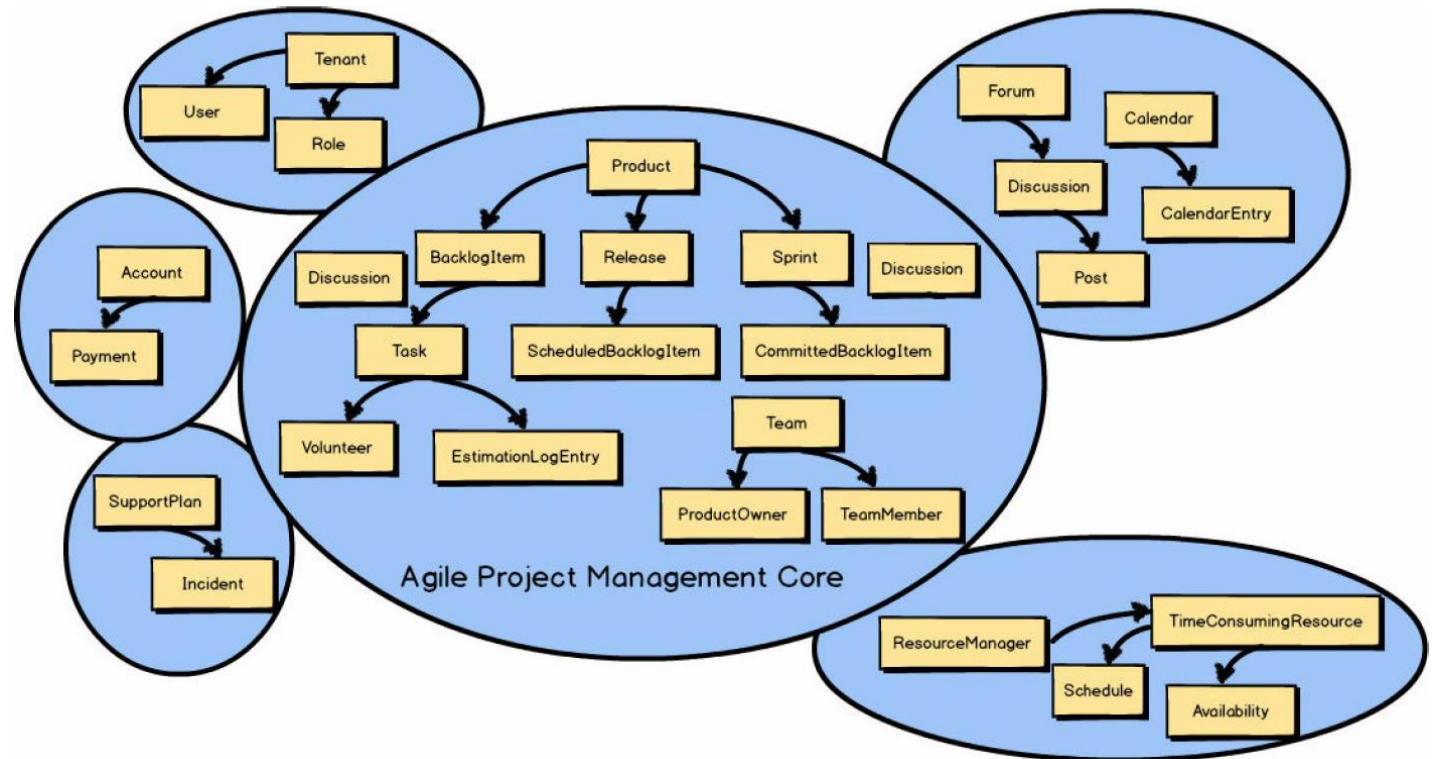 Tenant
User
Role
Forum
Calendar
Discussion
CalendarEntry
Post
Product
BacklogItem
Release
Sprint
Discussion
Discussion
Task
ScheduledBacklogItem
CommittedBacklogItem
Volunteer
EstimationLogEntry
Team
ProductOwner
TeamMember
Agile Project Management Core
Account
Payment
SupportPlan
Incident
ResourceManager
TimeConsumingResource
Schedule
Availability